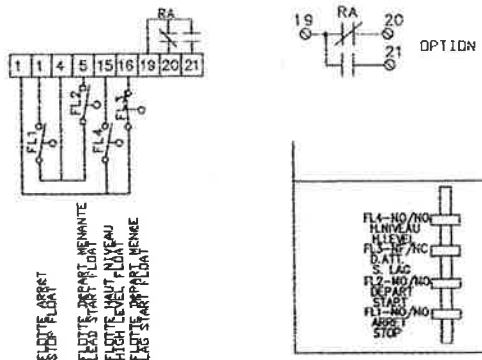 RA
1 1 4 5 15 16 19 20 21
FL1
FL2
FL4
FL3
FLOTTE ARRET
STOP FLOAT
FLOTTE DEPART MENANTE
LEAD START FLOAT
FLOTTE HAUT NIVEAU
HIGH LEVEL FLOAT
FLOTTE DEPART MENEE
LAG START FLOAT
RA
19
20
21
OPTION
FL4-NO/NO
H.NIVEAU
H.LEVEL
FL3-NF/NC
D.ATT.
S. LAG
FL2-NO/NO
DEPART
START
FL1-NO/NO
ARRET
STOP